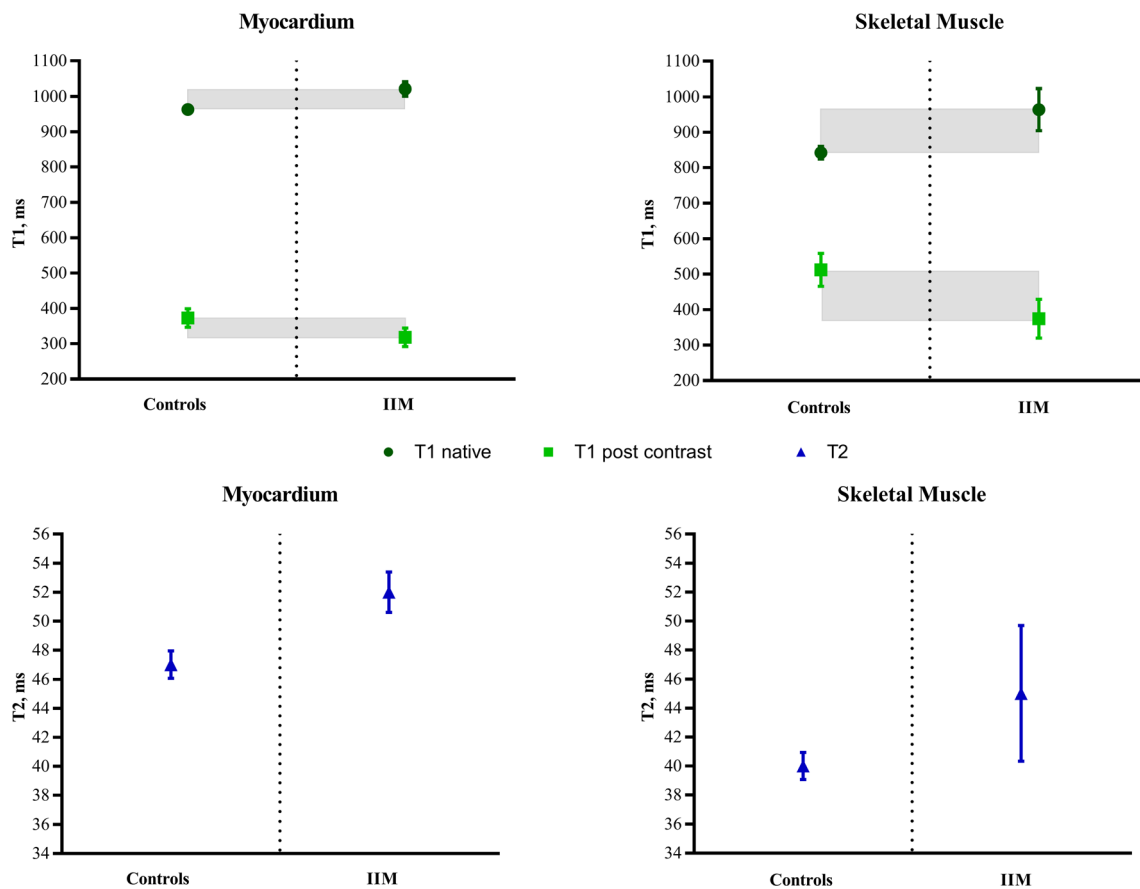 Myocardium
Skeletal Muscle
1100
1000
900
800
700
600
500
400
300
200
T1, ms
Controls
IIM
1100
1000
900
800
700
600
500
400
300
200
T1, ms
Controls
IIM
T1 native
T1 post contrast
T2
Myocardium
Skeletal Muscle
56
54
52
50
48
46
44
42
40
38
36
34
T2, ms
Controls
IIM
56
54
52
50
48
46
44
42
40
38
36
34
T2, ms
Controls
IIM